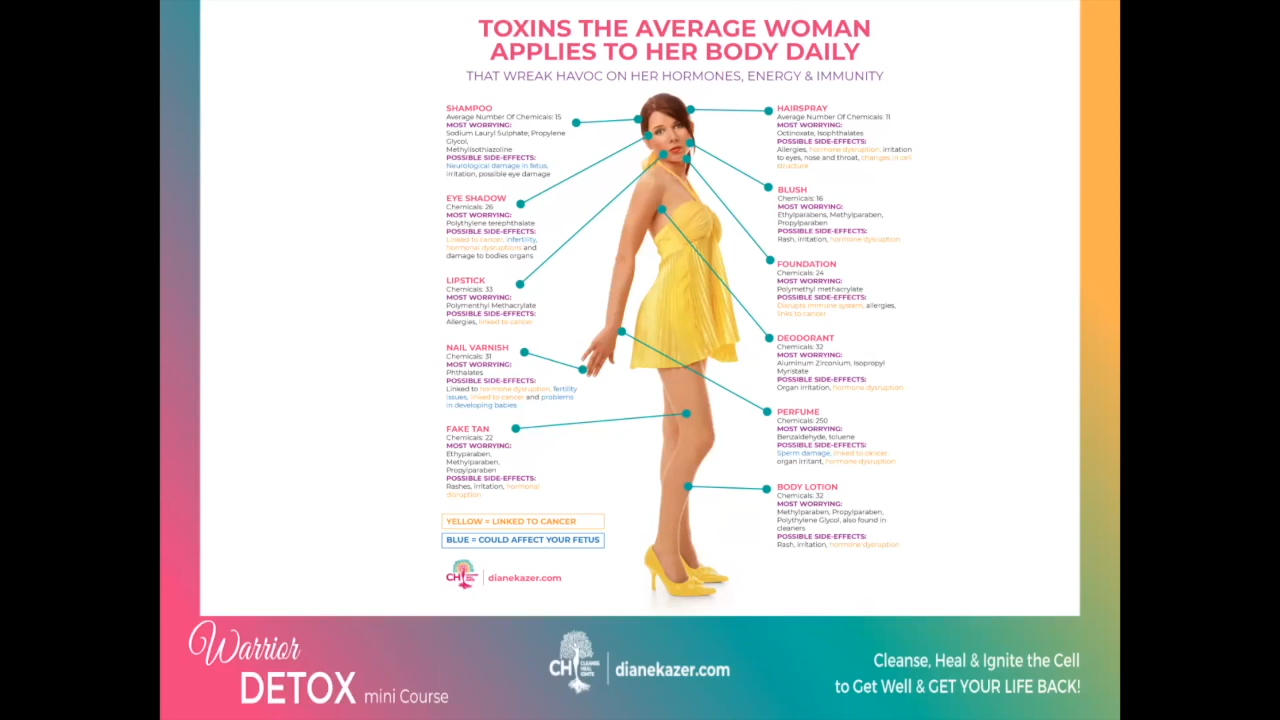 TOXINS THE AVERAGE WOMAN
APPLIES TO HER BODY DAILY
THAT WREAK HAVOC ON HER HORMONES, ENERGY & IMMUNITY
SHAMPOO
Average Number Of Chemicals: 15
MOST WORRYING:
Sodium Lauryl Sulphate, Propylene
Glycol,
Methylisothiazoline
POSSIBLE SIDE-EFFECTS:
Neurological damage in fetus,
irritation, possible eye damage
EYE SHADOW
Chemicals: 26
MOST WORRYING:
Polythylene terephthalate
POSSIBLE SIDE-EFFECTS:
Linked to cancer, infertility,
hormonal dysruptions and
damage to bodies organs
LIPSTICK
Chemicals: 33
MOST WORRYING:
Polymenthyl Methacrylate
POSSIBLE SIDE-EFFECTS:
Allergies, linked to cancer
NAIL VARNISH
Chemicals: 31
MOST WORRYING:
Phthalates
POSSIBLE SIDE-EFFECTS:
Linked to hormone dysruption, fertility
issues, linked to cancer and problems
in developing babies
FAKE TAN
Chemicals: 22
MOST WORRYING:
Ethyparaben,
Methylparaben,
Propylparaben
POSSIBLE SIDE-EFFECTS:
Rashes, irritation, hormonal
disruption
YELLOW = LINKED TO CANCER
BLUE = COULD AFFECT YOUR FETUS
CH CLEANSE HEAL IGNITE | dianekazer.com
HAIRSPRAY
Average Number Of Chemicals: 11
MOST WORRYING:
Octinoxate, Isophthalates
POSSIBLE SIDE-EFFECTS:
Allergies, hormone dysruption, irritation
to eyes, nose and throat, changes in cell
structure
BLUSH
Chemicals: 16
MOST WORRYING:
Ethylparabens, Methylparaben,
Propylparaben
POSSIBLE SIDE-EFFECTS:
Rash, irritation, hormone dysruption
FOUNDATION
Chemicals: 24
MOST WORRYING:
Polymethyl methacrylate
POSSIBLE SIDE-EFFECTS:
Disrupts immune system, allergies,
links to cancer
DEODORANT
Chemicals: 32
MOST WORRYING:
Aluminum Zirconium, Isopropyl
Myristate
POSSIBLE SIDE-EFFECTS:
Organ irritation, hormone dysruption
PERFUME
Chemicals: 250
MOST WORRYING:
Benzaldehyde, toluene
POSSIBLE SIDE-EFFECTS:
Sperm damage, linked to cancer,
organ irritant, hormone dysruption
BODY LOTION
Chemicals: 32
MOST WORRYING:
Methylparaben, Propylparaben,
Polythylene Glycol, also found in
cleaners
POSSIBLE SIDE-EFFECTS:
Rash, irritation, hormone dysruption
Warrior
DETOX mini Course
CH CLEANSE HEAL IGNITE | dianekazer.com
Cleanse, Heal & Ignite the Cell
to Get Well & GET YOUR LIFE BACK!